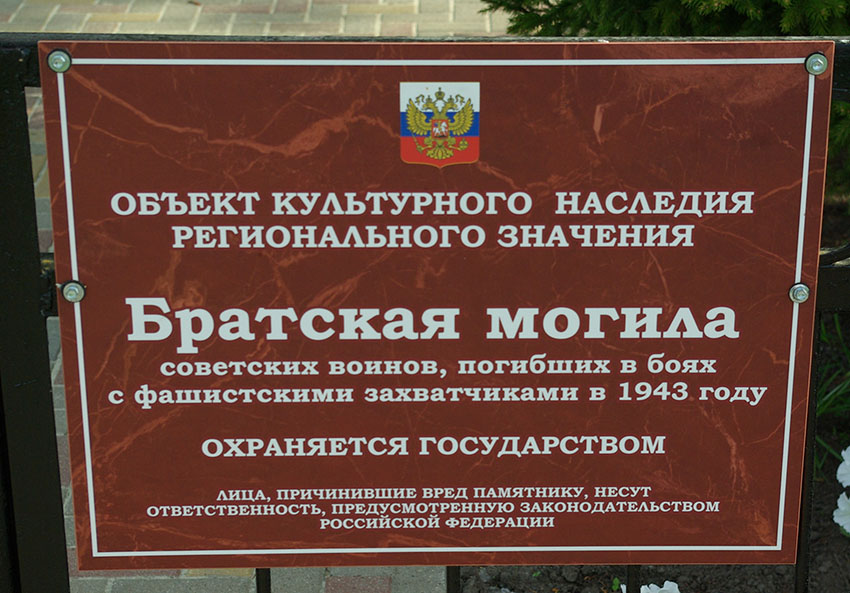 ОБЪЕКТ КУЛЬТУРНОГО НАСЛЕДИЯ
РЕГИОНАЛЬНОГО ЗНАЧЕНИЯ
Братская могила
советских воинов, погибших в боях
с фашистскими захватчиками в 1943 году
ОХРАНЯЕТСЯ ГОСУДАРСТВОМ
ЛИЦА, ПРИЧИНИВШИЕ ВРЕД ПАМЯТНИКУ, НЕСУТ
ОТВЕТСТВЕННОСТЬ, ПРЕДУСМОТРЕННУЮ ЗАКОНОДАТЕЛЬСТВОМ
РОССИЙСКОЙ ФЕДЕРАЦИИ